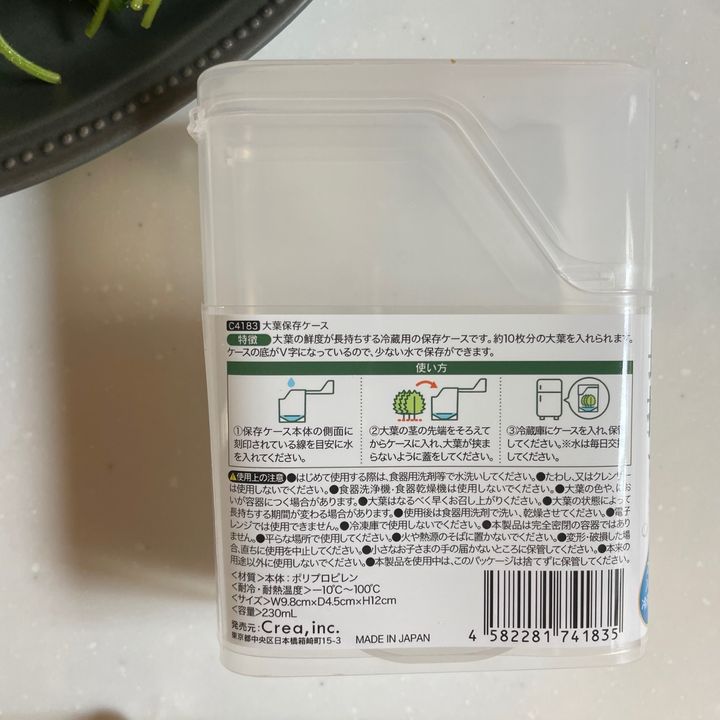 C4183 大葉保存ケース
特徴 大葉の鮮度が長持ちする冷蔵用の保存ケースです。約10枚分の大葉を入れられます。
ケースの底がV字になっているので、少ない水で保存ができます。
使い方
①保存ケース本体の側面に
刻印されている線を目安に水
を入れてください。
②大葉の茎の先端をそろえて
からケースに入れ、大葉が挟ま
らないように蓋をしてください。
③冷蔵庫にケースを入れ、保管
してください。※水は毎日交換
してください。
使用上の注意 ●はじめて使用する際は、食器用洗剤等で水洗いしてください。●たわし、又はクレンザー
は使用しないでください。●食器洗浄機・食器乾燥機は使用しないでください。●大葉の色や、にお
いが容器につく場合があります。●大葉はなるべく早くお召し上がりください。●大葉の状態によって
長持ちする期間が変わる場合があります。●使用後は食器用洗剤で洗い、乾燥させてください。●電子
レンジでは使用できません。●冷凍庫で使用しないでください。●本製品は完全密閉の容器ではあり
ません。●平らな場所で使用してください。●火や熱源のそばに置かないでください。●変形・破損した場
合、直ちに使用を中止してください。●小さなお子さまの手の届かないところに保管してください。●本来の
用途以外に使用しないでください。●本製品を使用中は、このパッケージは捨てずに保管してください。
<材質>本体：ポリプロピレン
<耐冷・耐熱温度>−10℃〜100℃
<サイズ>W9.8cm×D4.5cm×H12cm
<容量>230mL
発売元：Crea,inc.
東京都中央区日本橋箱崎町15-3 MADE IN JAPAN
4 582281 741835